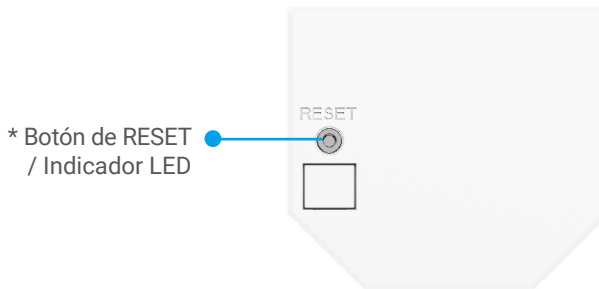 RESET
* Botón de RESET
/ Indicador LED